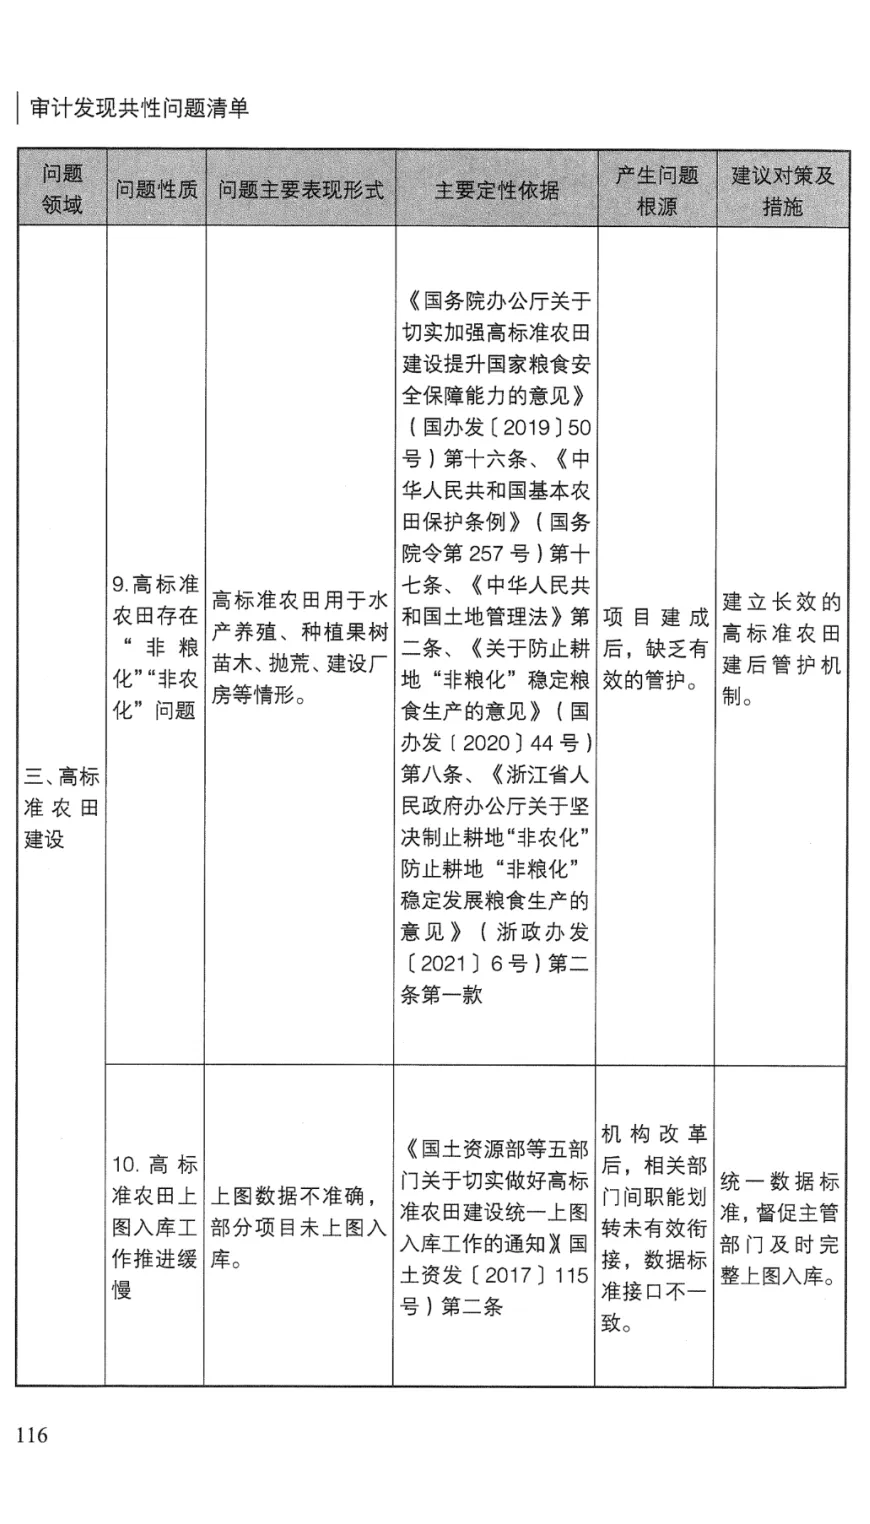 审计发现共性问题清单
问题
领域
问题性质
问题主要表现形式
主要定性依据
产生问题
根源
建议对策及
措施
三、高标
准农田
建设
9.高标准
农田存在
“非粮
化”“非农
化”问题
高标准农田用于水
产养殖、种植果树
苗木、抛荒、建设厂
房等情形。
《国务院办公厅关于
切实加强高标准农田
建设提升国家粮食安
全保障能力的意见》
（国办发〔2019〕50
号）第十六条、《中
华人民共和国基本农
田保护条例》（国务
院令第257号）第十
七条、《中华人民共
和国土地管理法》第
二条、《关于防止耕
地“非粮化”稳定粮
食生产的意见》（国
办发〔2020〕44号）
第八条、《浙江省人
民政府办公厅关于坚
决制止耕地“非农化”
防止耕地“非粮化”
稳定发展粮食生产的
意见》（浙政办发
〔2021〕6号）第二
条第一款
项目建成
后，缺乏有
效的管护。
建立长效的
高标准农田
建后管护机
制。
10.高标
准农田上
图入库工
作推进缓
慢
上图数据不准确，
部分项目未上图入
库。
《国土资源部等五部
门关于切实做好高标
准农田建设统一上图
入库工作的通知》（国
土资发〔2017〕115
号）第二条
机构改革
后，相关部
门间职能划
转未有效衔
接，数据标
准接口不一
致。
统一数据标
准，督促主管
部门及时完
整上图入库。
116